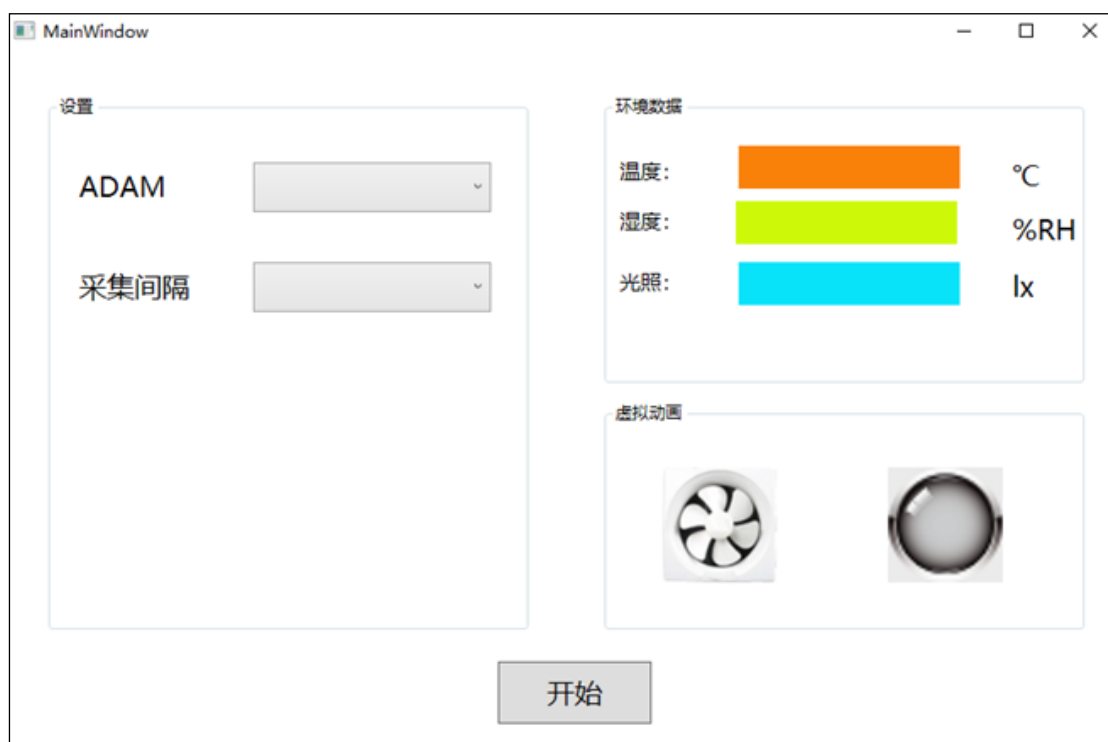 MainWindow
设置
ADAM
采集间隔
环境数据
温度: ℃
湿度: %RH
光照: lx
虚拟动画
开始